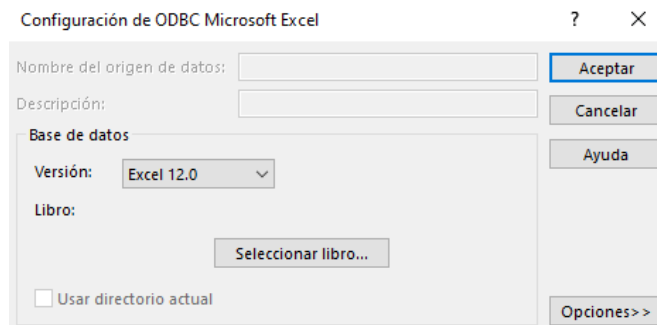 Configuración de ODBC Microsoft Excel ? X
Nombre del origen de datos: Aceptar
Descripción: Cancelar
Base de datos
Ayuda
Versión: Excel 12.0
Libro:
Seleccionar libro...
Usar directorio actual
Opciones>>